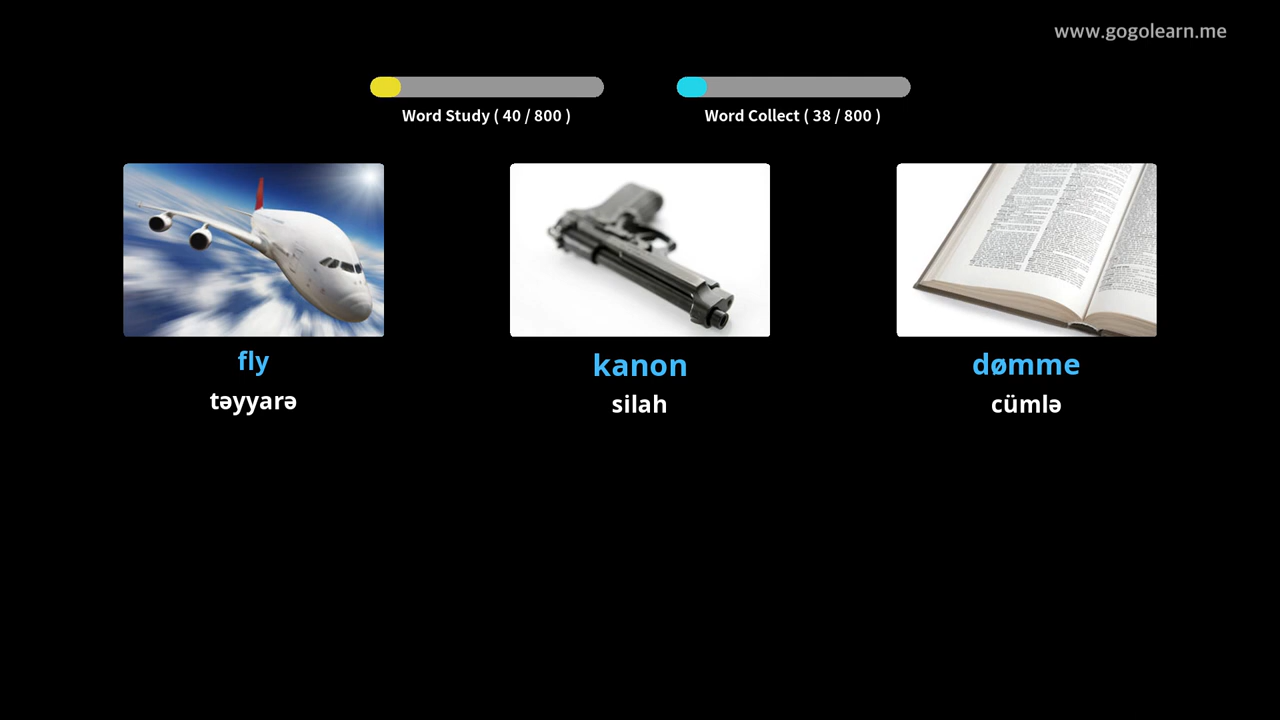 www.gogolearn.me
Word Study ( 40 / 800 )
Word Collect ( 38 / 800 )
fly
təyyarə
kanon
silah
dømme
cümlə